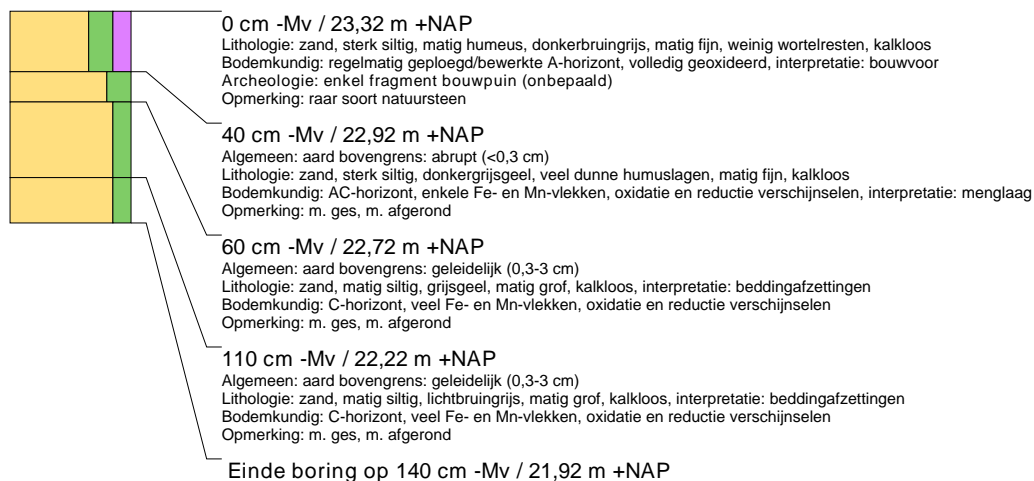 0 cm -Mv / 23,32 m +NAP
Lithologie: zand, sterk siltig, matig humeus, donkerbruingrijs, matig fijn, weinig wortelresten, kalkloos
Bodemkundig: regelmatig geploegd/bewerkte A-horizont, volledig geoxideerd, interpretatie: bouwvoor
Archeologie: enkel fragment bouwpuin (onbepaald)
Opmerking: raar soort natuursteen
40 cm -Mv / 22,92 m +NAP
Algemeen: aard bovengrens: abrupt (<0,3 cm)
Lithologie: zand, sterk siltig, donkergrijsgeel, veel dunne humuslagen, matig fijn, kalkloos
Bodemkundig: AC-horizont, enkele Fe- en Mn-vlekken, oxidatie en reductie verschijnselen, interpretatie: menglaag
Opmerking: m. ges, m. afgerond
60 cm -Mv / 22,72 m +NAP
Algemeen: aard bovengrens: geleidelijk (0,3-3 cm)
Lithologie: zand, matig siltig, grijsgeel, matig grof, kalkloos, interpretatie: beddingafzettingen
Bodemkundig: C-horizont, veel Fe- en Mn-vlekken, oxidatie en reductie verschijnselen
Opmerking: m. ges, m. afgerond
110 cm -Mv / 22,22 m +NAP
Algemeen: aard bovengrens: geleidelijk (0,3-3 cm)
Lithologie: zand, matig siltig, lichtbruingrijs, matig grof, kalkloos, interpretatie: beddingafzettingen
Bodemkundig: C-horizont, veel Fe- en Mn-vlekken, oxidatie en reductie verschijnselen
Opmerking: m. ges, m. afgerond
Einde boring op 140 cm -Mv / 21,92 m +NAP